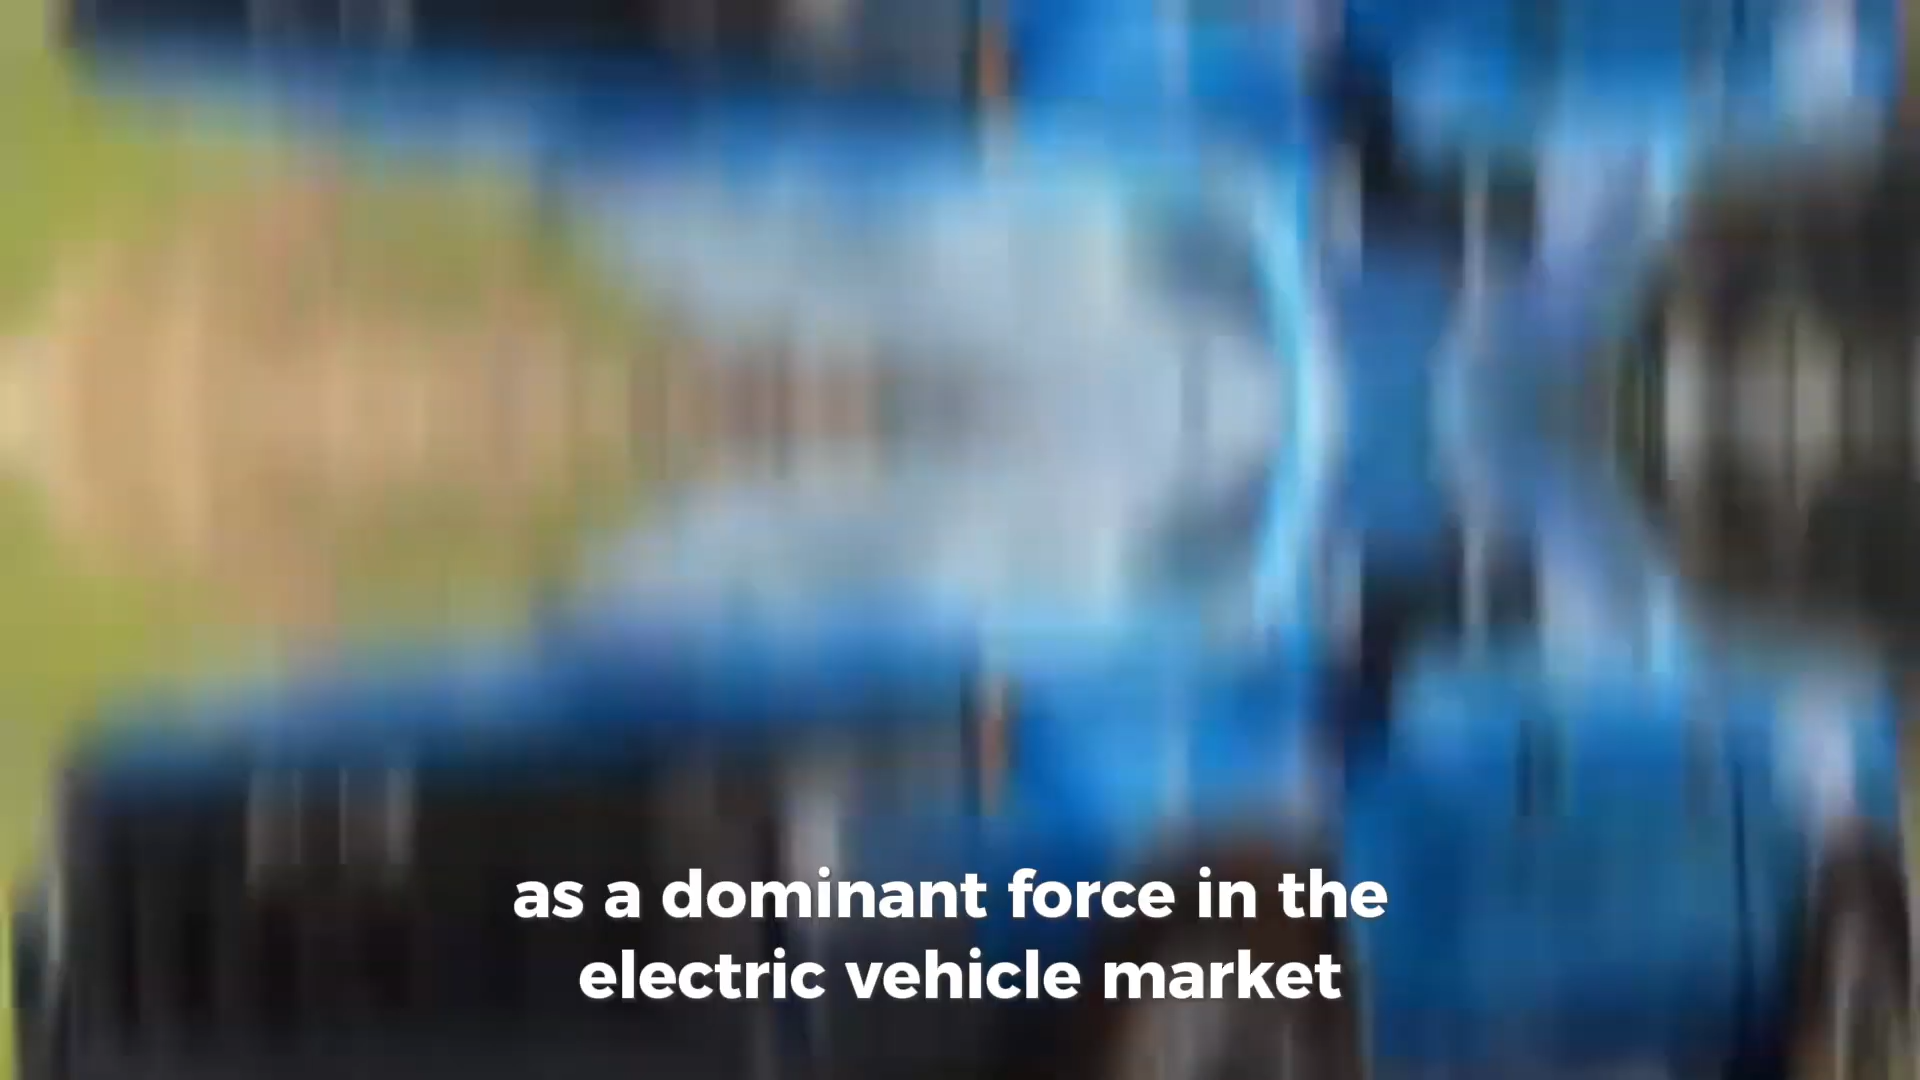 as a dominant force in the
electric vehicle market